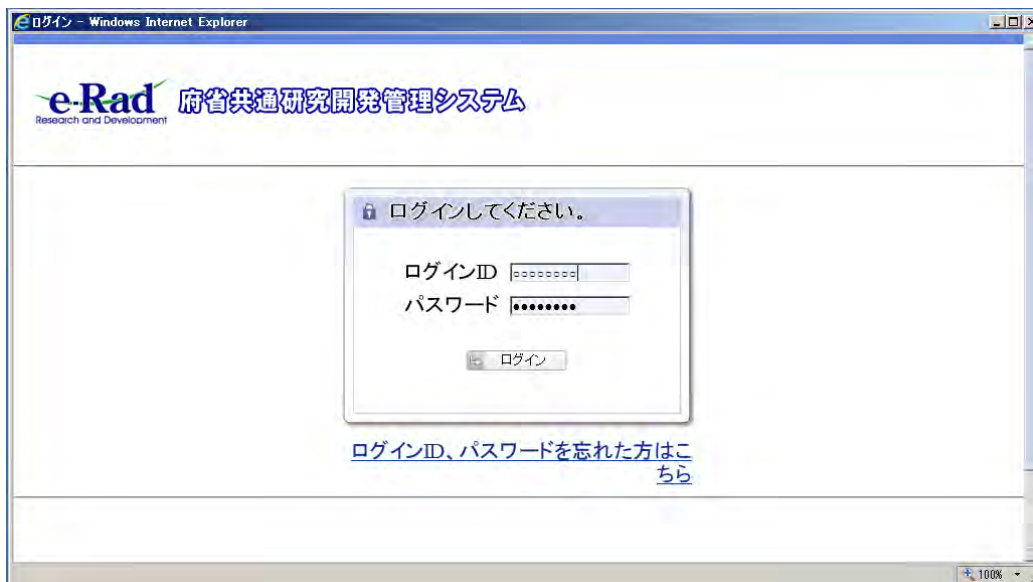 ログイン - Windows Internet Explorer
e-Rad 府省共通研究開発管理システム
Research and Development
ログインしてください。
ログインID oooooooo
パスワード ●●●●●●●●
ログイン
ログインID、パスワードを忘れた方はこ
ちら
100%